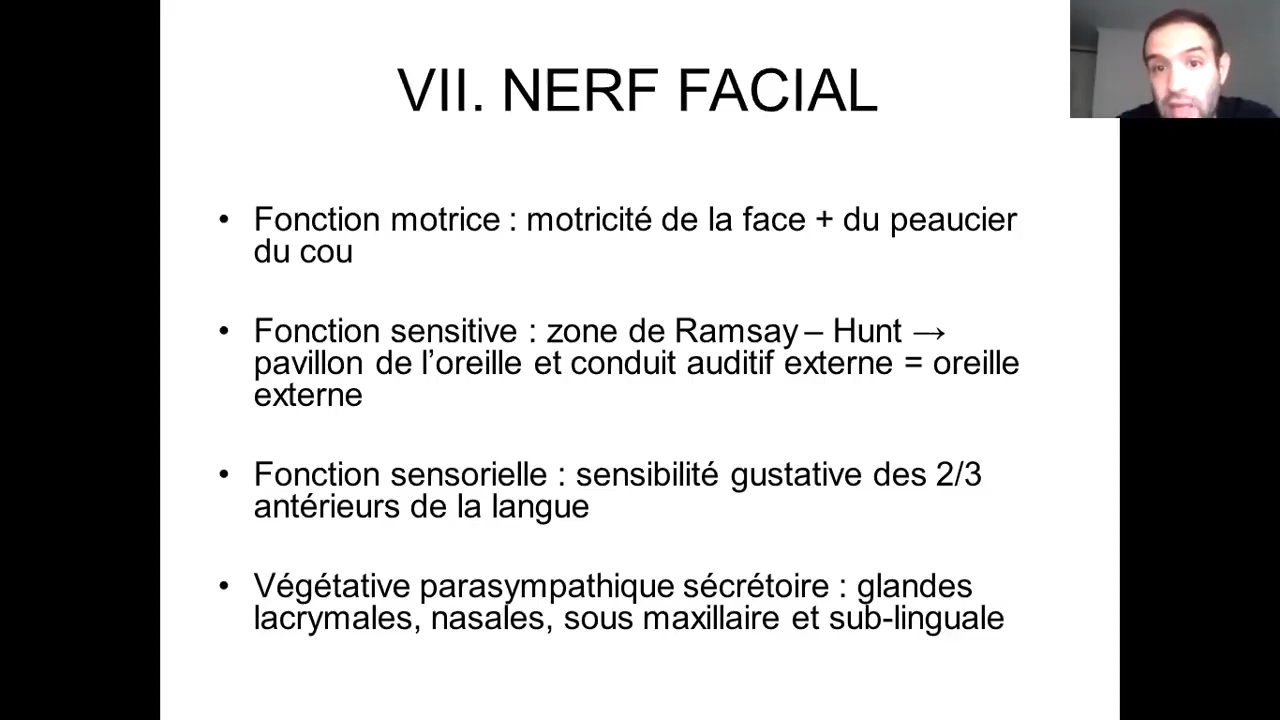 VII. NERF FACIAL
• Fonction motrice : motricité de la face + du peaucier
du cou
• Fonction sensitive : zone de Ramsay – Hunt →
pavillon de l’oreille et conduit auditif externe = oreille
externe
• Fonction sensorielle : sensibilité gustative des 2/3
antérieurs de la langue
• Végétative parasympathique sécrétoire : glandes
lacrymales, nasales, sous maxillaire et sub-linguale